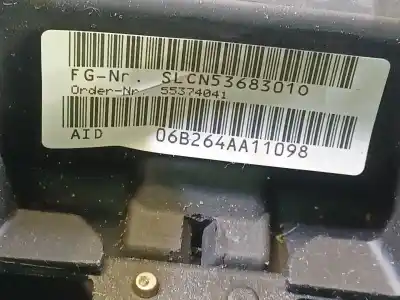 FG-Nr. SLCN53683010
Order-Nr. 55374041
AID 06B264AA11098